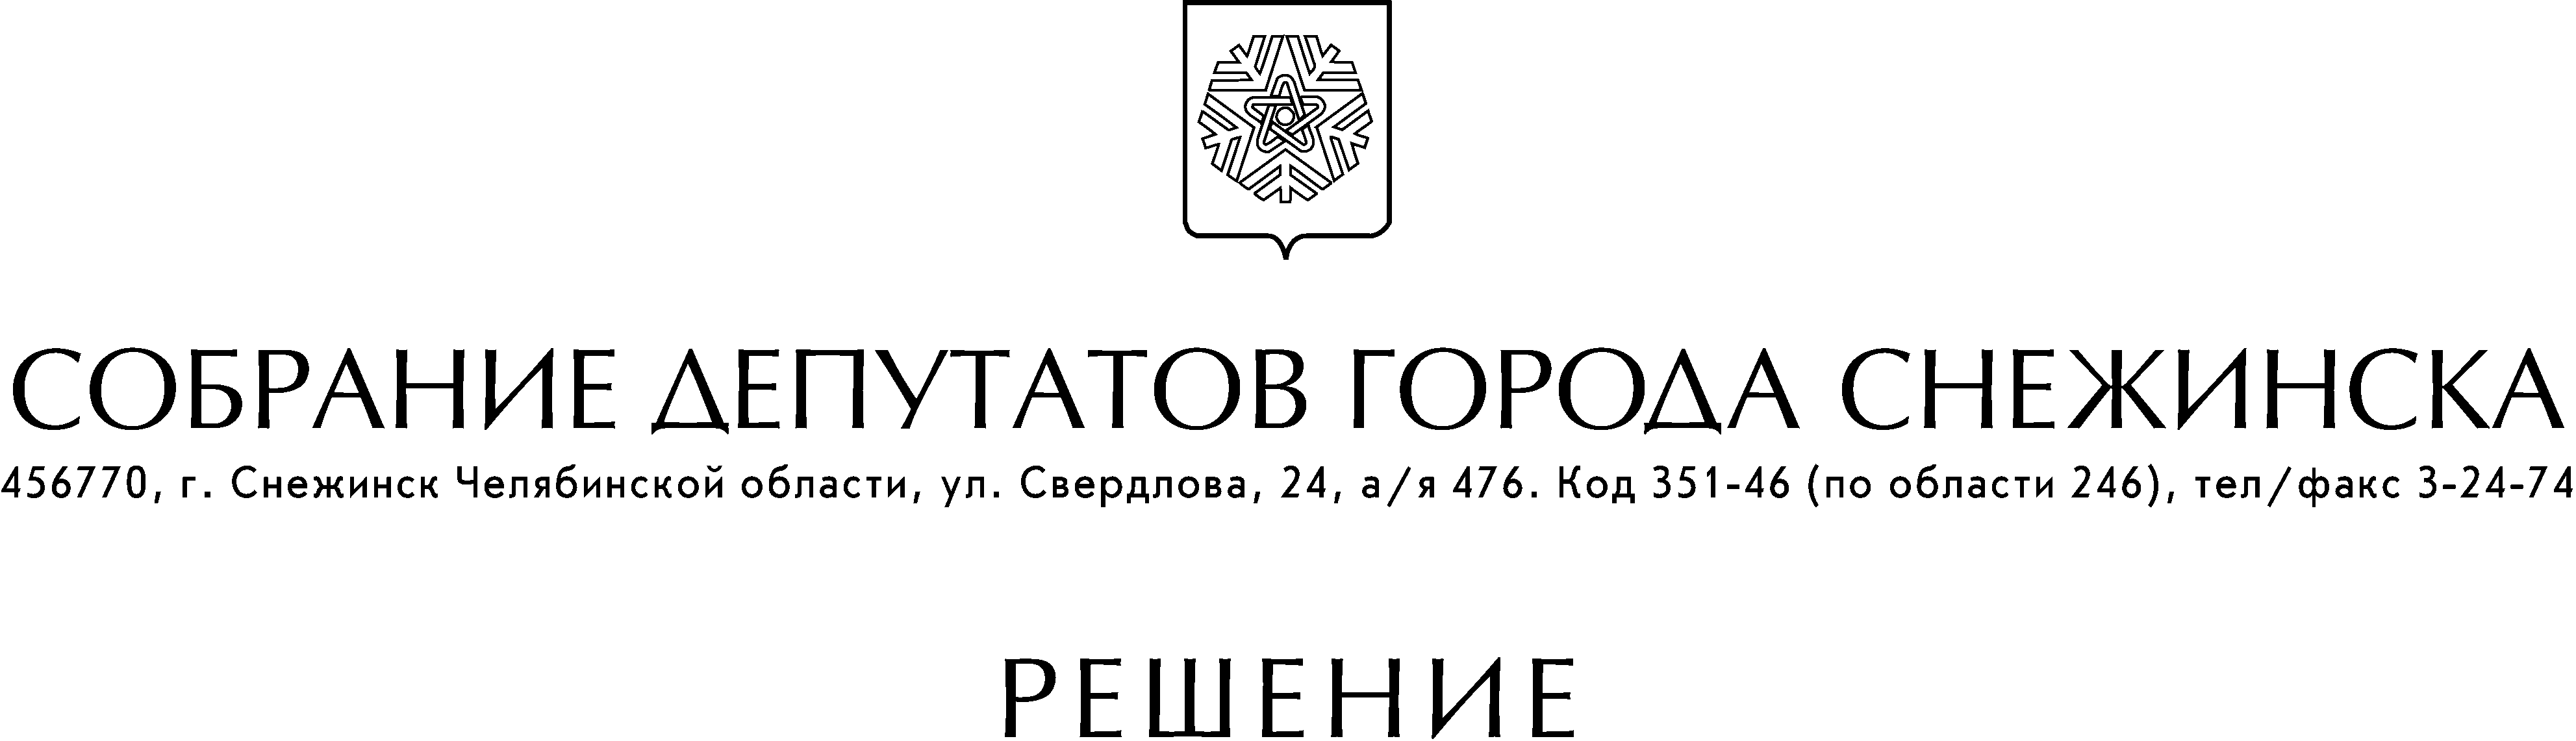 СОБРАНИЕ ДЕПУТАТОВ ГОРОДА СНЕЖИНСКА
456770, г. Снежинск Челябинской области, ул. Свердлова, 24, а/я 476. Код 351-46 (по области 246), тел/факс 3-24-74
РЕШЕНИЕ